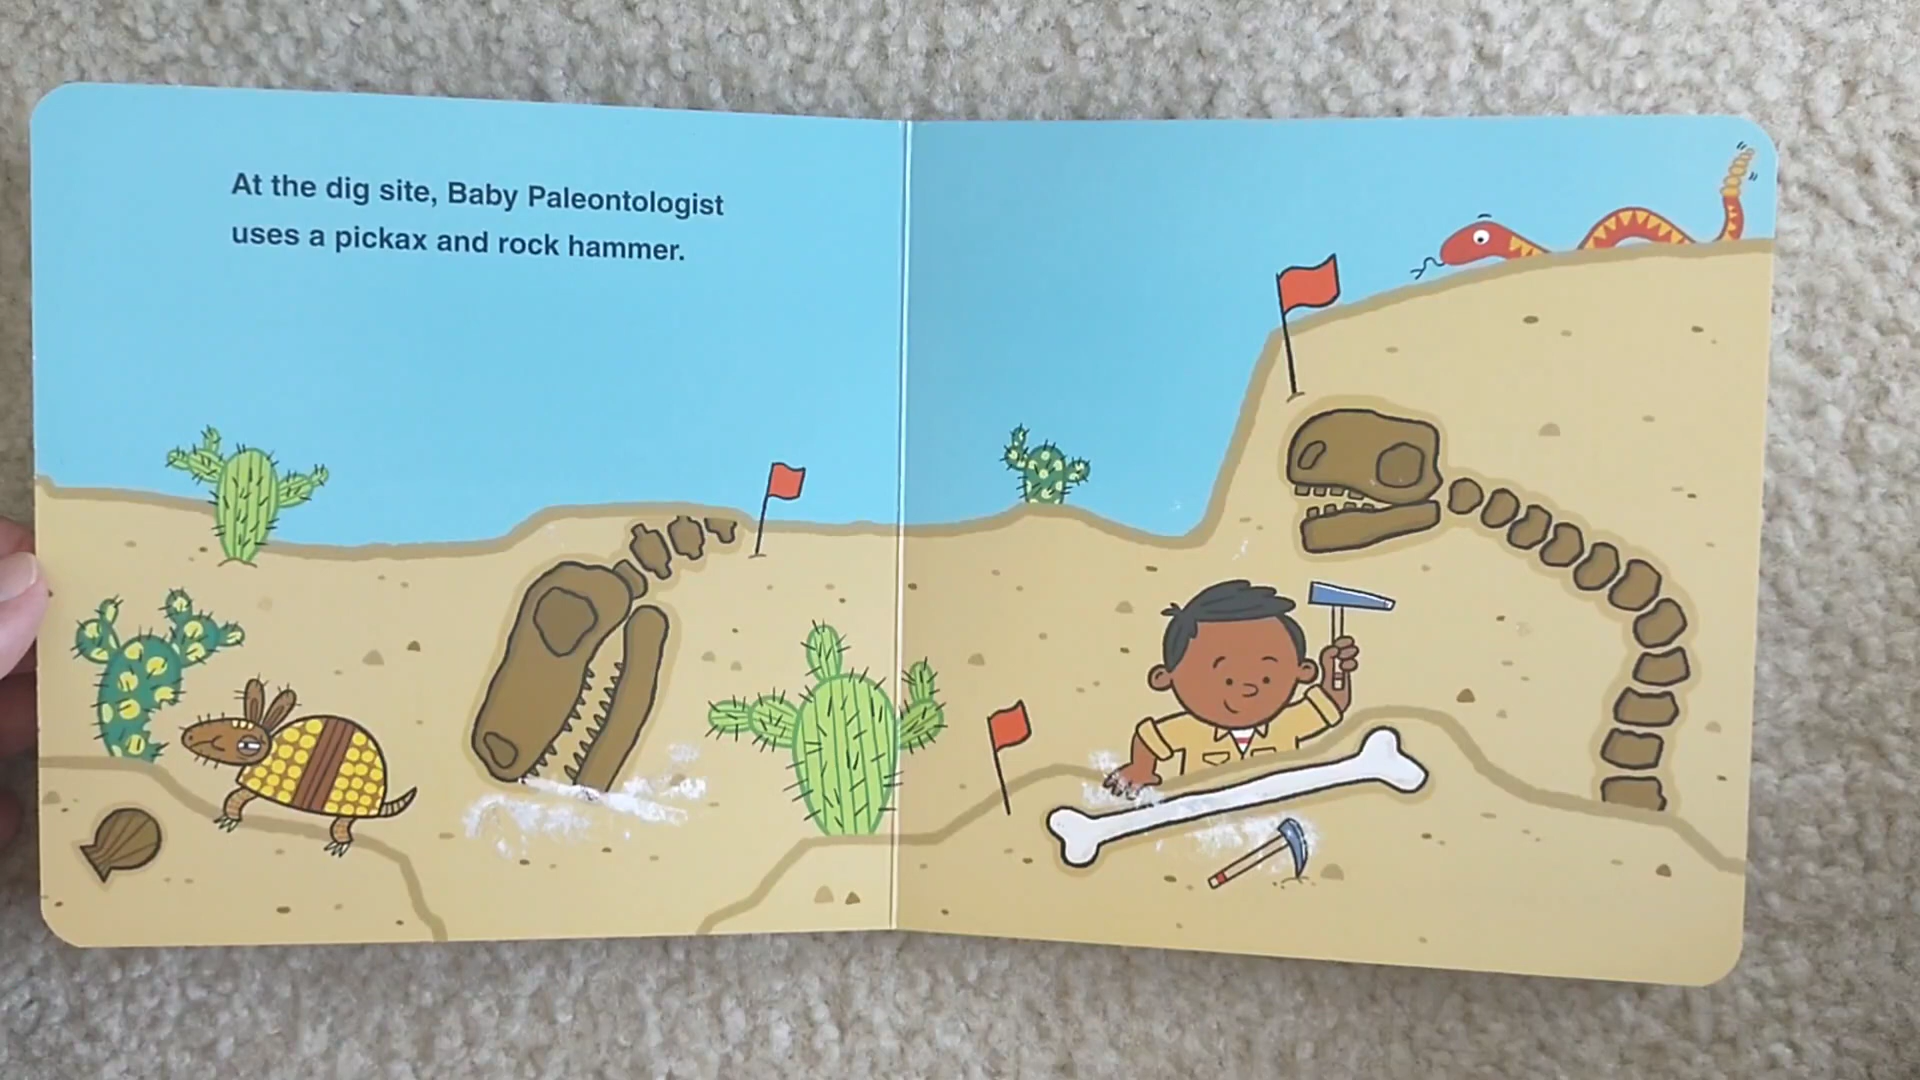 At the dig site, Baby Paleontologist
uses a pickax and rock hammer.